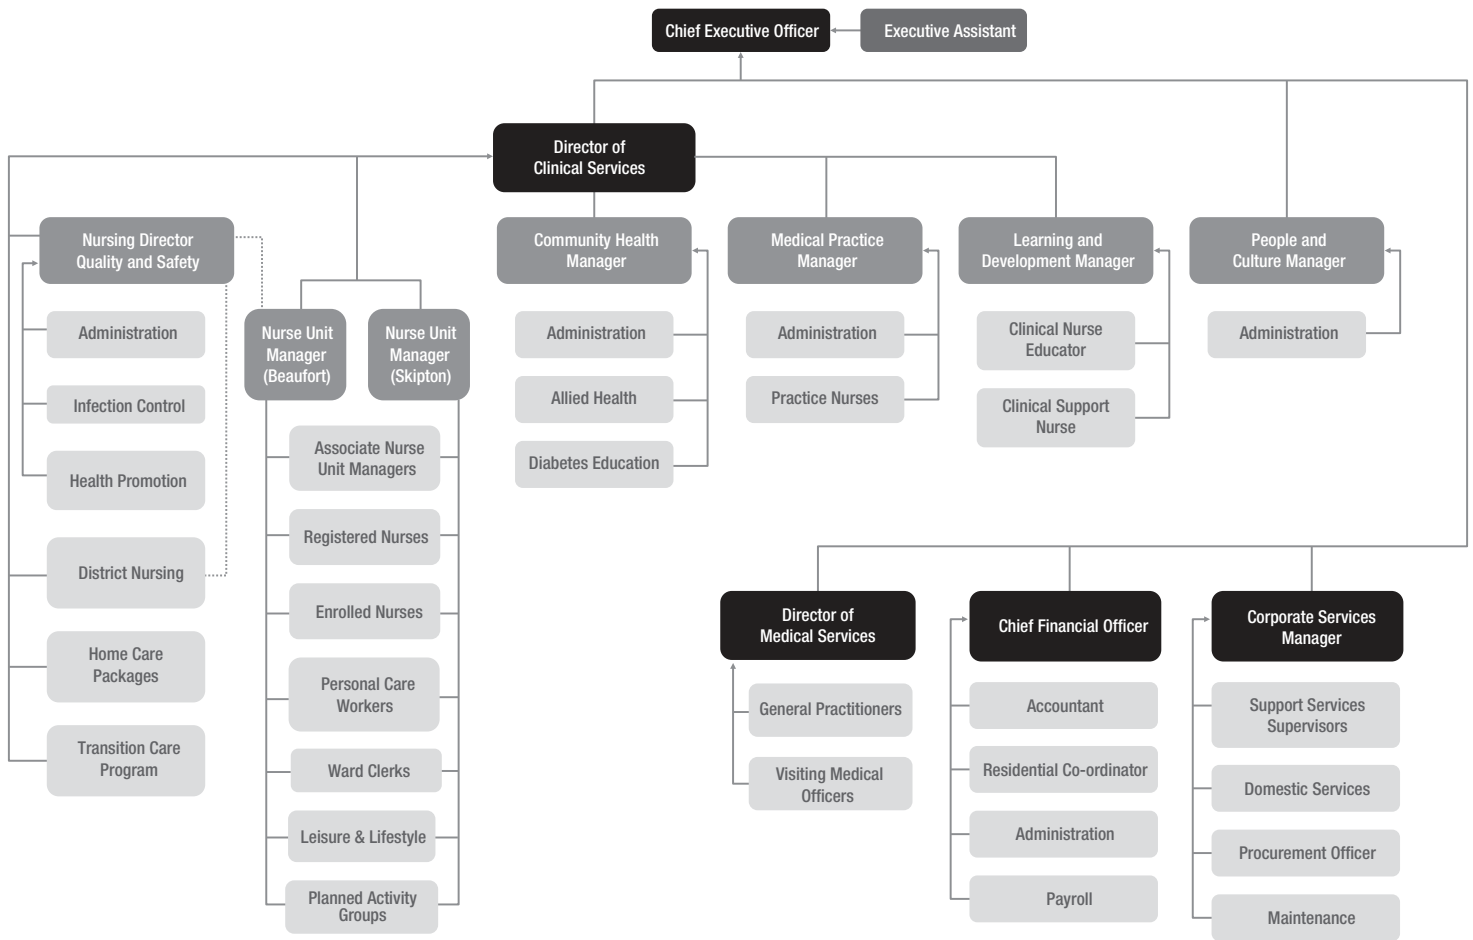 Chief Executive Officer
Executive Assistant
Director of
Clinical Services
Nursing Director
Quality and Safety
Administration
Infection Control
Health Promotion
District Nursing
Home Care
Packages
Transition Care
Program
Nurse Unit
Manager
(Beaufort)
Nurse Unit
Manager
(Skipton)
Associate Nurse
Unit Managers
Registered Nurses
Enrolled Nurses
Personal Care
Workers
Ward Clerks
Leisure & Lifestyle
Planned Activity
Groups
Community Health
Manager
Administration
Allied Health
Diabetes Education
Medical Practice
Manager
Administration
Practice Nurses
Learning and
Development Manager
Clinical Nurse
Educator
Clinical Support
Nurse
People and
Culture Manager
Administration
Director of
Medical Services
General Practitioners
Visiting Medical
Officers
Chief Financial Officer
Accountant
Residential Co-ordinator
Administration
Payroll
Corporate Services
Manager
Support Services
Supervisors
Domestic Services
Procurement Officer
Maintenance